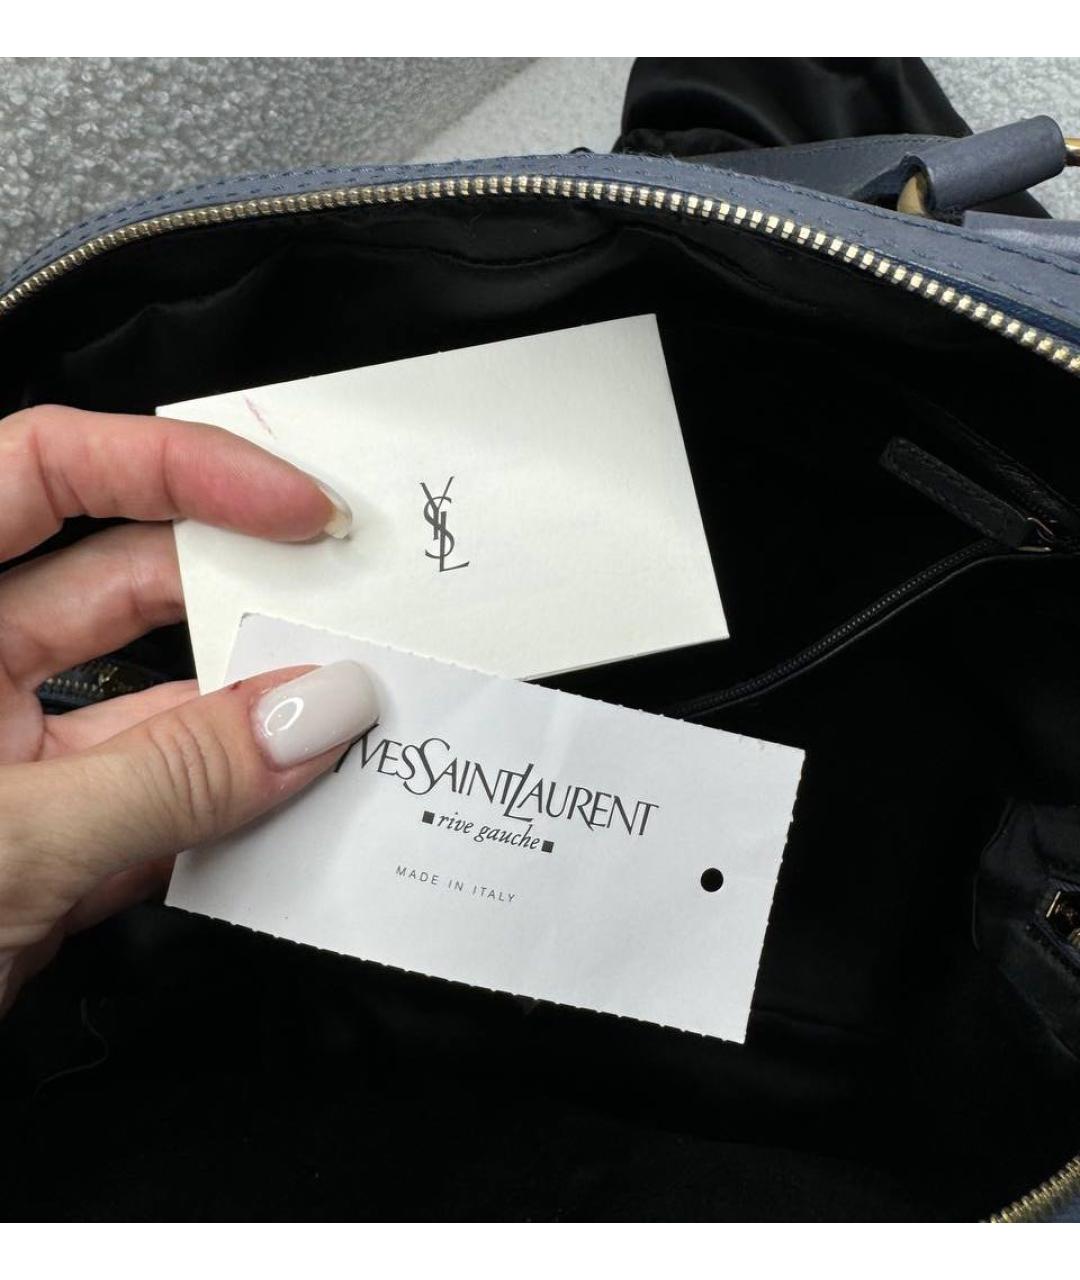 YSL
YVESSAINTLAURENT
rive gauche
MADE IN ITALY